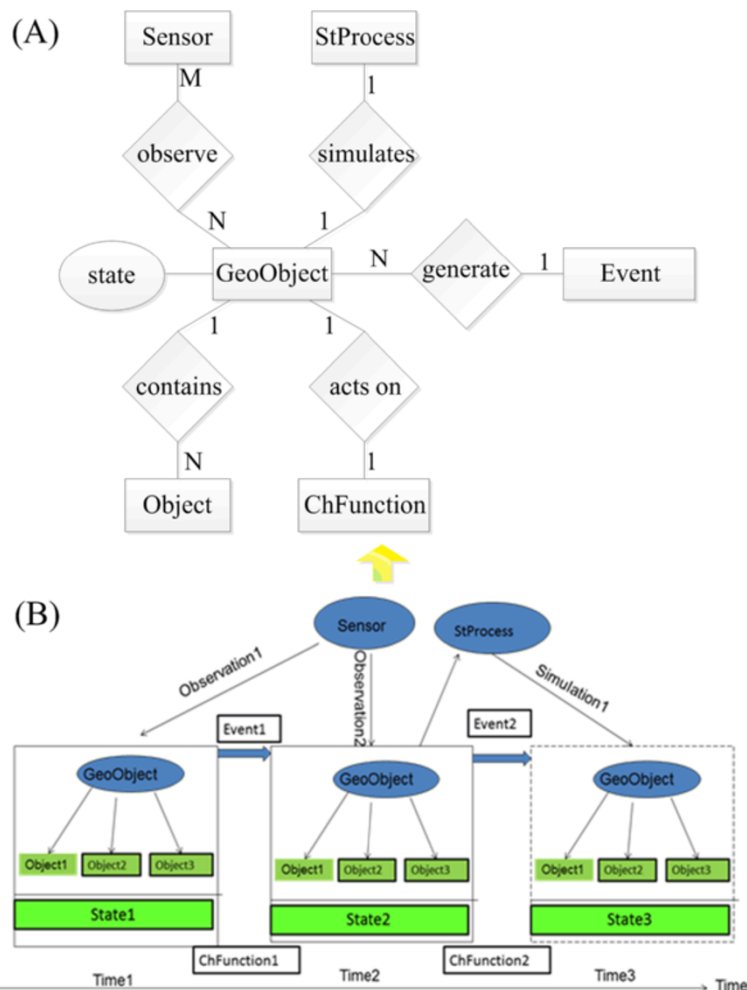 (A)
Sensor
StProcess
M
1
observe
simulates
N
1
state
GeoObject
N
generate
1
Event
1
1
contains
acts on
N
1
Object
ChFunction
(B)
Sensor
StProcess
Observation1
Observation2
Simulation1
Event1
Event2
GeoObject
GeoObject
GeoObject
Object1
Object2
Object3
Object1
Object2
Object3
Object1
Object2
Object3
State1
State2
State3
ChFunction1
ChFunction2
Time1
Time2
Time3
Time